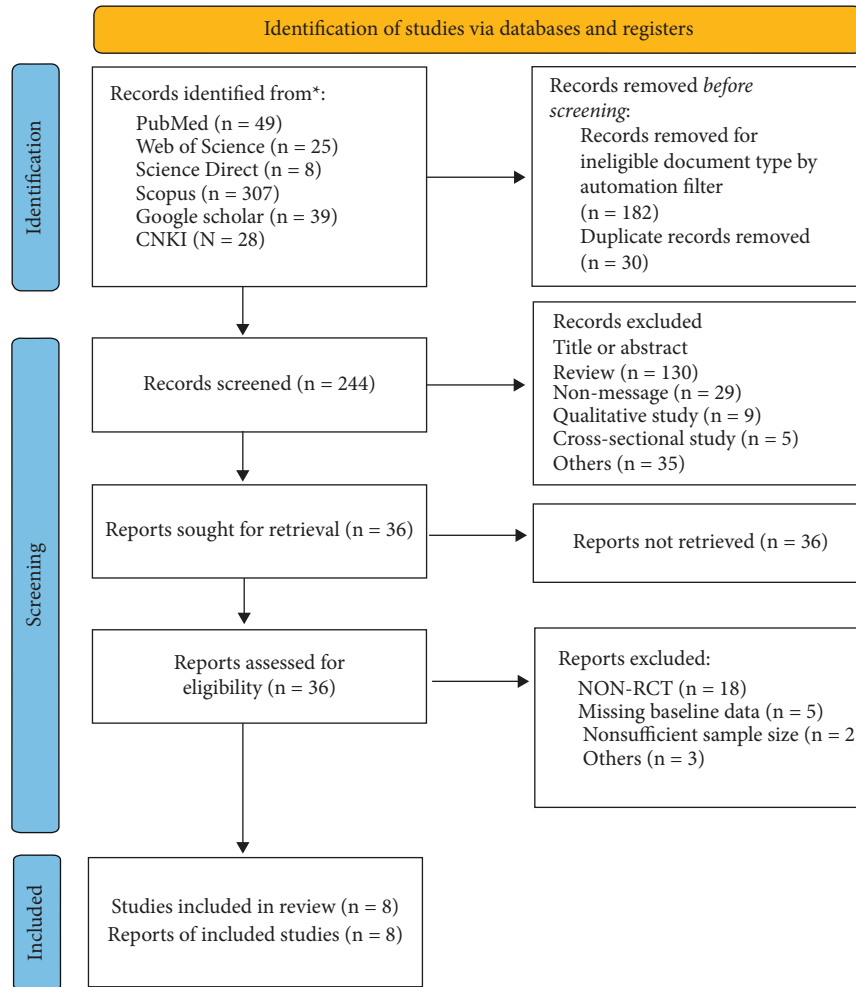 Identification of studies via databases and registers
Identification
Records identified from*:
PubMed (n = 49)
Web of Science (n = 25)
Science Direct (n = 8)
Scopus (n = 307)
Google scholar (n = 39)
CNKI (N = 28)
Records removed before
screening:
Records removed for
ineligible document type by
automation filter
(n = 182)
Duplicate records removed
(n = 30)
Screening
Records screened (n = 244)
Records excluded
Title or abstract
Review (n = 130)
Non-message (n = 29)
Qualitative study (n = 9)
Cross-sectional study (n = 5)
Others (n = 35)
Reports sought for retrieval (n = 36)
Reports not retrieved (n = 36)
Reports assessed for
eligibility (n = 36)
Reports excluded:
NON-RCT (n = 18)
Missing baseline data (n = 5)
Nonsufficient sample size (n = 2
Others (n = 3)
Included
Studies included in review (n = 8)
Reports of included studies (n = 8)